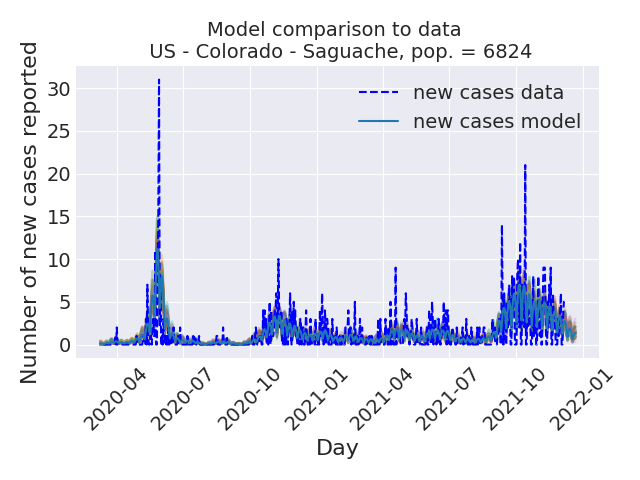 Model comparison to data
US - Colorado - Saguache, pop. = 6824
Number of new cases reported
30
25
20
15
10
5
0
new cases data
new cases model
2020-04
2020-07
2020-10
2021-01
2021-04
2021-07
2021-10
2022-01
Day